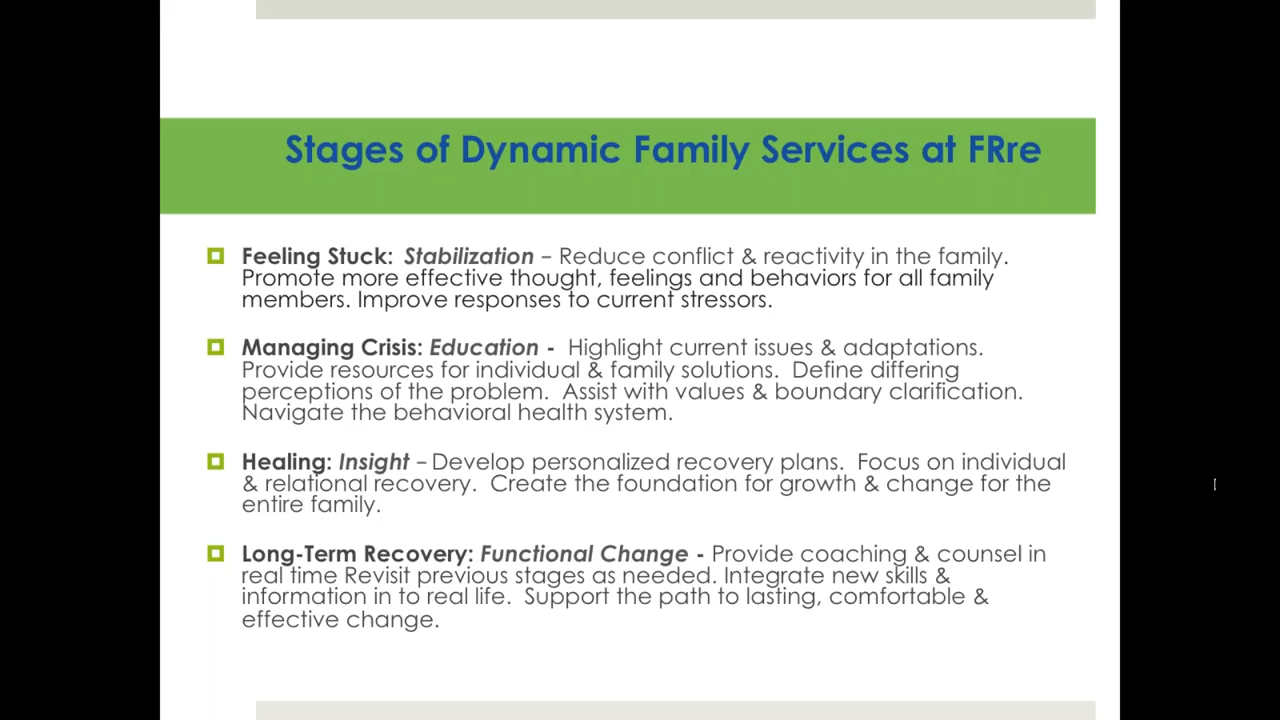 Stages of Dynamic Family Services at FRre
Feeling Stuck: Stabilization – Reduce conflict & reactivity in the family.
Promote more effective thought, feelings and behaviors for all family
members. Improve responses to current stressors.
Managing Crisis: Education - Highlight current issues & adaptations.
Provide resources for individual & family solutions. Define differing
perceptions of the problem. Assist with values & boundary clarification.
Navigate the behavioral health system.
Healing: Insight – Develop personalized recovery plans. Focus on individual
& relational recovery. Create the foundation for growth & change for the
entire family.
Long-Term Recovery: Functional Change - Provide coaching & counsel in
real time Revisit previous stages as needed. Integrate new skills &
information in to real life. Support the path to lasting, comfortable &
effective change.